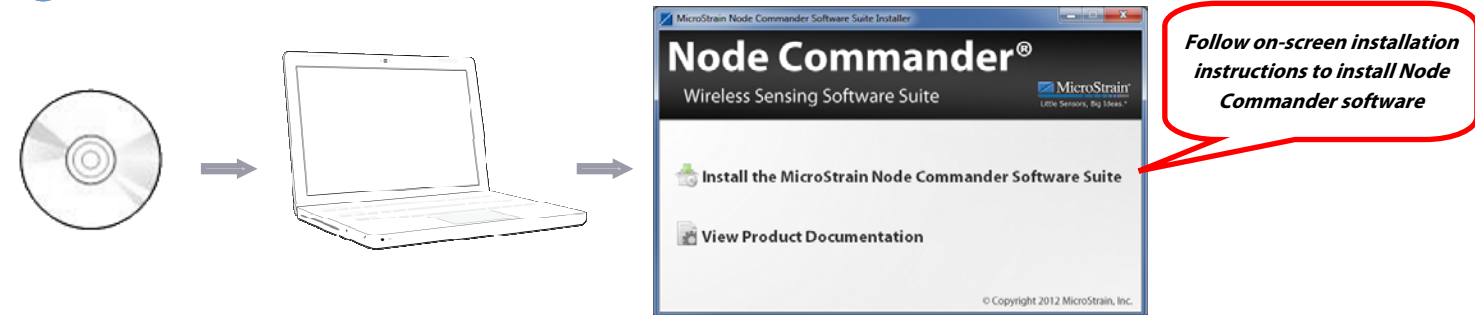 MicroStrain Node Commander Software Suite Installer
Node Commander®
Wireless Sensing Software Suite
MicroStrain®
Little Sensors, Big Ideas.®
Install the MicroStrain Node Commander Software Suite
View Product Documentation
© Copyright 2012 MicroStrain, Inc.
Follow on-screen installation
instructions to install Node
Commander software